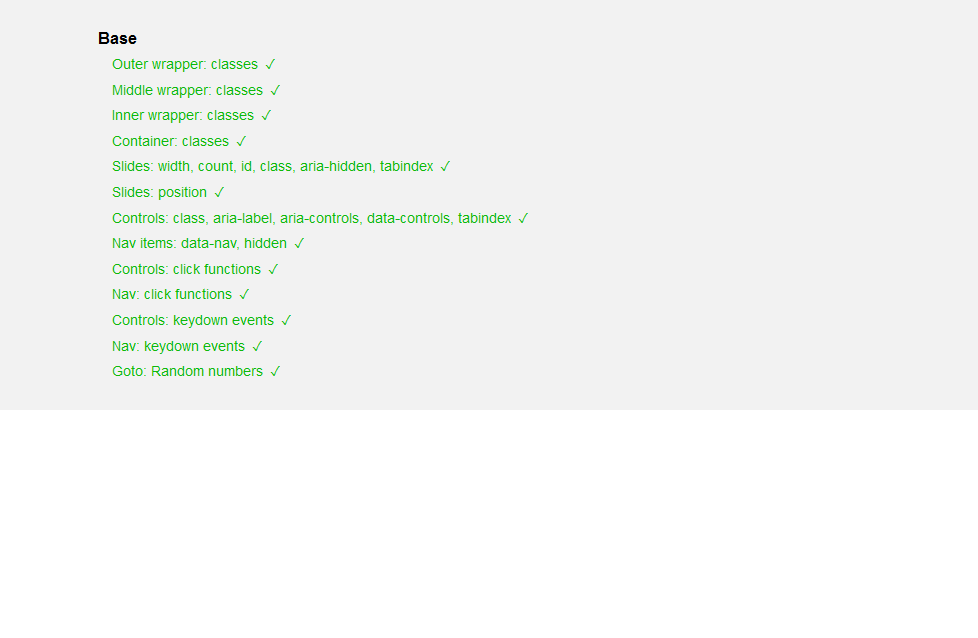 Base
Outer wrapper: classes ✓
Middle wrapper: classes ✓
Inner wrapper: classes ✓
Container: classes ✓
Slides: width, count, id, class, aria-hidden, tabindex ✓
Slides: position ✓
Controls: class, aria-label, aria-controls, data-controls, tabindex ✓
Nav items: data-nav, hidden ✓
Controls: click functions ✓
Nav: click functions ✓
Controls: keydown events ✓
Nav: keydown events ✓
Goto: Random numbers ✓